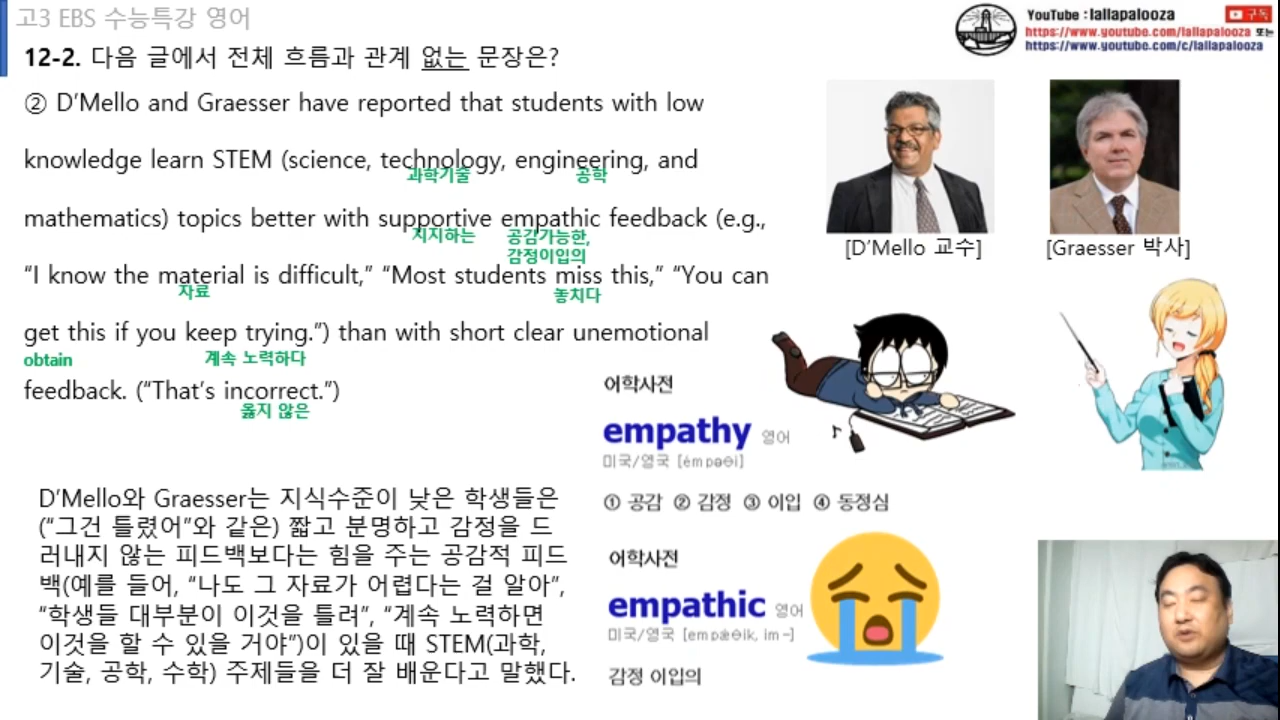 고3 EBS 수능특강 영어
YouTube : lallapalooza
구독
https://www.youtube.com/lallapalooza 또는
https://www.youtube.com/c/lallapalooza
12-2. 다음 글에서 전체 흐름과 관계 없는 문장은?
② D’Mello and Graesser have reported that students with low
knowledge learn STEM (science, technology, engineering, and
과학기술 공학
mathematics) topics better with supportive empathic feedback (e.g.,
지지하는 공감가능한,
감정이입의
“I know the material is difficult,” “Most students miss this,” “You can
자료 놓치다
get this if you keep trying.”) than with short clear unemotional
obtain 계속 노력하다
feedback. (“That’s incorrect.”)
옳지 않은
[D’Mello 교수] [Graesser 박사]
어학사전
empathy 영어
미국/영국 [émpəθi]
① 공감 ② 감정 ③ 이입 ④ 동정심
어학사전
empathic 영어
미국/영국 [empǽθik, im-]
감정 이입의
D’Mello와 Graesser는 지식수준이 낮은 학생들은
(“그건 틀렸어”와 같은) 짧고 분명하고 감정을 드
러내지 않는 피드백보다는 힘을 주는 공감적 피드
백(예를 들어, “나도 그 자료가 어렵다는 걸 알아”,
“학생들 대부분이 이것을 틀려”, “계속 노력하면
이것을 할 수 있을 거야”)이 있을 때 STEM(과학,
기술, 공학, 수학) 주제들을 더 잘 배운다고 말했다.